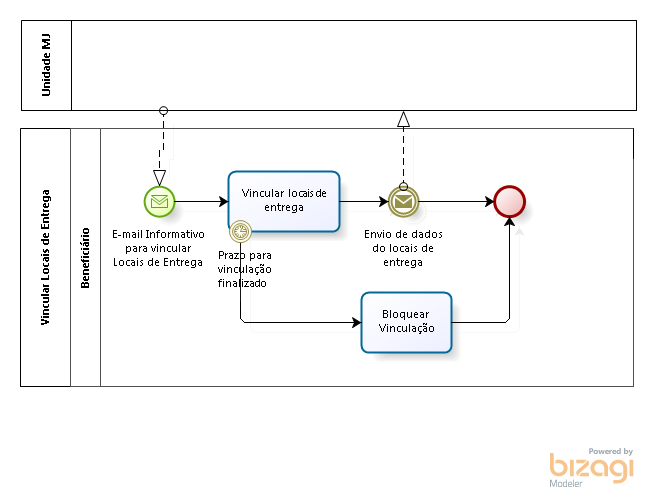 Unidade MJ
Vincular Locais de Entrega
Beneficiário
E-mail Informativo
para vincular
Locais de Entrega
Vincular locais de
entrega
Prazo para
vinculação
finalizado
Envio de dados
do locais de
entrega
Bloquear
Vinculação
Powered by
bizagi
Modeler